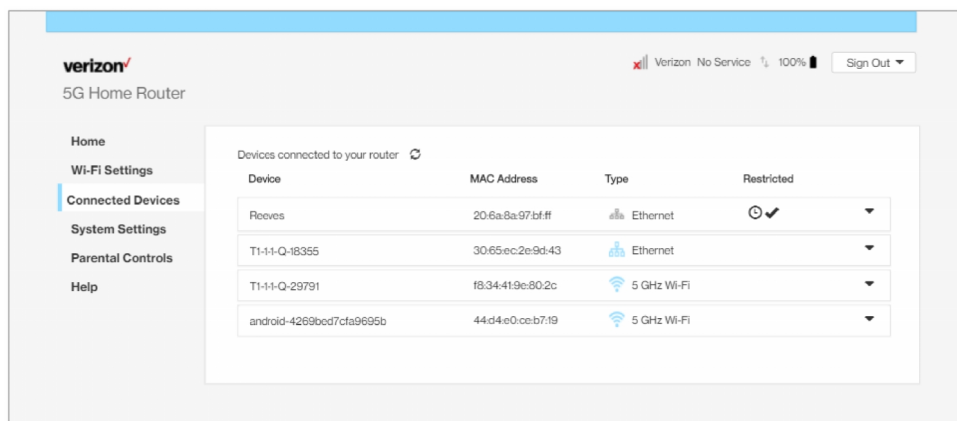 verizon
Verizon No Service 100%
Sign Out
5G Home Router
Home
Wi-Fi Settings
Connected Devices
System Settings
Parental Controls
Help
Devices connected to your router
Device MAC Address Type Restricted
Reeves 20:6a:8a:97:bf:ff Ethernet
T1-1-1-Q-18355 30:65:ec:2e:9d:43 Ethernet
T1-1-1-Q-29791 f8:34:41:9e:80:2c 5 GHz Wi-Fi
android-4269bed7cfa9695b 44:d4:e0:ce:b7:19 5 GHz Wi-Fi